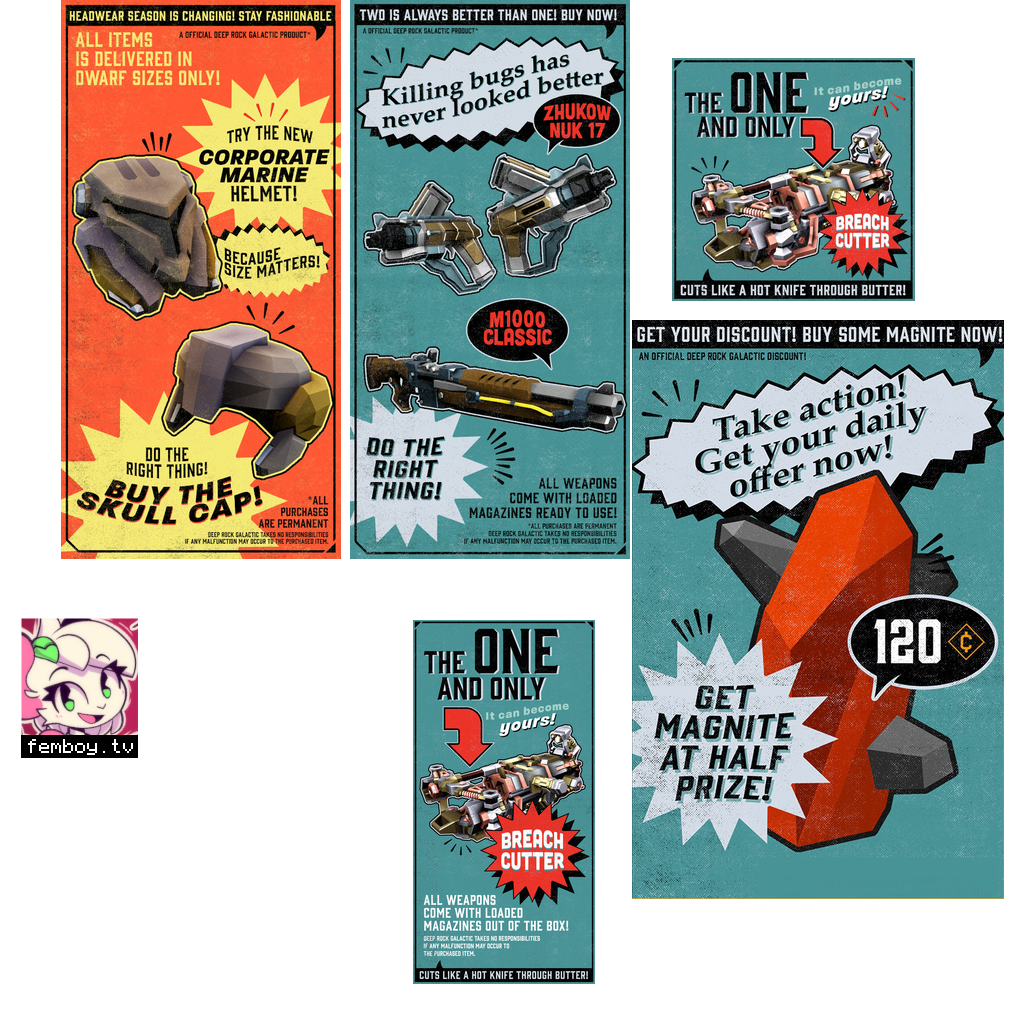 HEADWEAR SEASON IS CHANGING! STAY FASHIONABLE
A OFFICIAL DEEP ROCK GALACTIC PRODUCT*
ALL ITEMS
IS DELIVERED IN
DWARF SIZES ONLY!
TRY THE NEW
CORPORATE
MARINE
HELMET!
BECAUSE
SIZE MATTERS!
DO THE
RIGHT THING!
BUY THE
SKULL CAP!
*ALL
PURCHASES
ARE PERMANENT
DEEP ROCK GALACTIC TAKES NO RESPONSIBILITIES
IF ANY MALFUNCTION MAY OCCUR TO THE PURCHASED ITEM.
TWO IS ALWAYS BETTER THAN ONE! BUY NOW!
A OFFICIAL DEEP ROCK GALACTIC PRODUCT*
Killing bugs has
never looked better
ZHUKOW
NUK 17
M1000
CLASSIC
DO THE
RIGHT
THING!
ALL WEAPONS
COME WITH LOADED
MAGAZINES READY TO USE!
*ALL PURCHASES ARE PERMANENT
DEEP ROCK GALACTIC TAKES NO RESPONSIBILITIES
IF ANY MALFUNCTION MAY OCCUR TO THE PURCHASED ITEM.
THE ONE
AND ONLY
It can become
yours!
BREACH
CUTTER
CUTS LIKE A HOT KNIFE THROUGH BUTTER!
GET YOUR DISCOUNT! BUY SOME MAGNITE NOW!
AN OFFICIAL DEEP ROCK GALACTIC DISCOUNT!
Take action!
Get your daily
offer now!
120 ¢
GET
MAGNITE
AT HALF
PRIZE!
femboy.tv
THE ONE
AND ONLY
It can become
yours!
BREACH
CUTTER
ALL WEAPONS
COME WITH LOADED
MAGAZINES OUT OF THE BOX!
DEEP ROCK GALACTIC TAKES NO RESPONSIBILITIES
IF ANY MALFUNCTION MAY OCCUR TO
THE PURCHASED ITEM.
CUTS LIKE A HOT KNIFE THROUGH BUTTER!